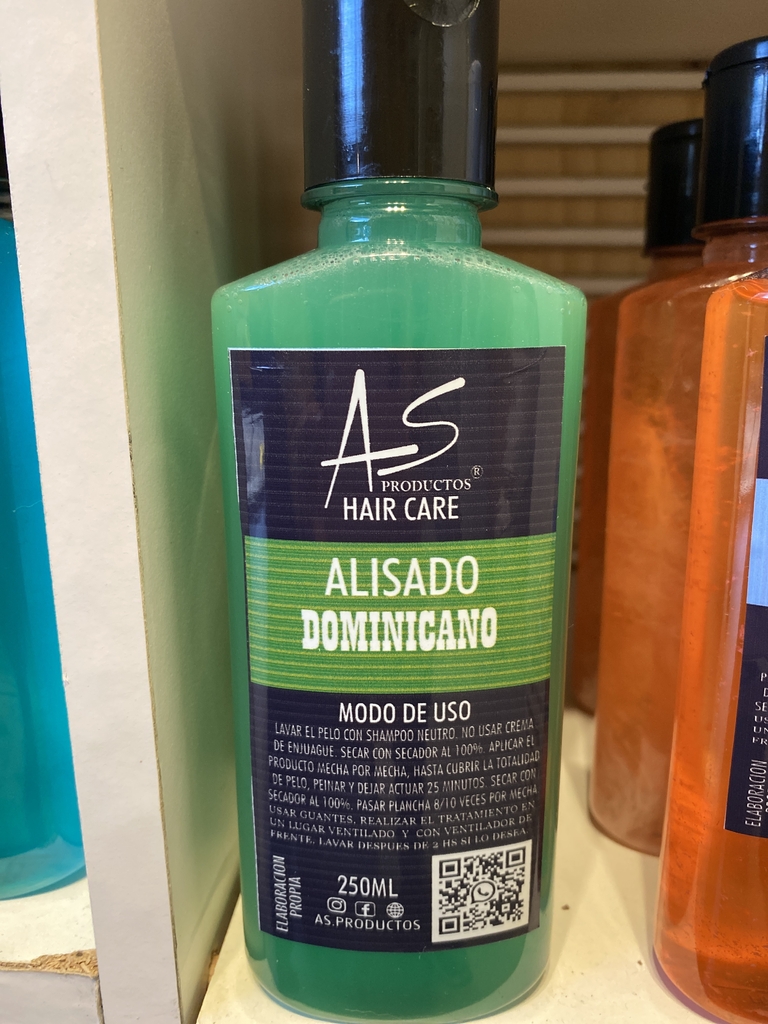 AS
PRODUCTOS®
HAIR CARE
ALISADO
DOMINICANO
MODO DE USO
LAVAR EL PELO CON SHAMPOO NEUTRO. NO USAR CREMA
DE ENJUAGUE. SECAR CON SECADOR AL 100%. APLICAR EL
PRODUCTO MECHA POR MECHA, HASTA CUBRIR LA TOTALIDAD
DE PELO, PEINAR Y DEJAR ACTUAR 25 MINUTOS. SECAR CON
SECADOR AL 100%. PASAR PLANCHA 8/10 VECES POR MECHA
USAR GUANTES, REALIZAR EL TRATAMIENTO EN
UN LUGAR VENTILADO Y CON VENTILADOR DE
FRENTE. LAVAR DESPUES DE 2 HS SI LO DESEA.
ELABORACION
PROPIA
250ML
AS.PRODUCTOS
ELABORACION